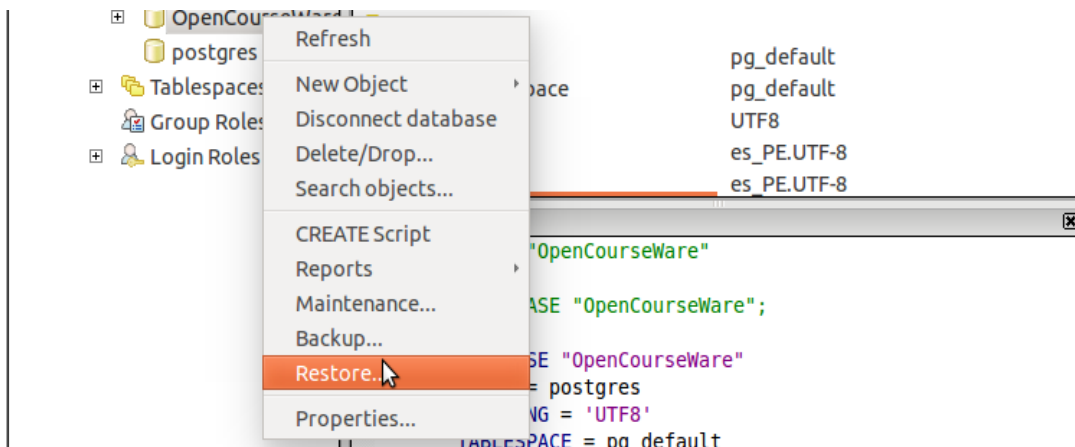 OpenCourseWard
postgres
Tablespaces
Group Roles
Login Roles
Refresh
New Object
Disconnect database
Delete/Drop...
Search objects...
CREATE Script
Reports
Maintenance...
Backup...
Restore...
Properties...
pace
pg_default
pg_default
UTF8
es_PE.UTF-8
es_PE.UTF-8
"OpenCourseWare"
ASE "OpenCourseWare";
SE "OpenCourseWare"
= postgres
NG = 'UTF8'
TABLESPACE = pg_default